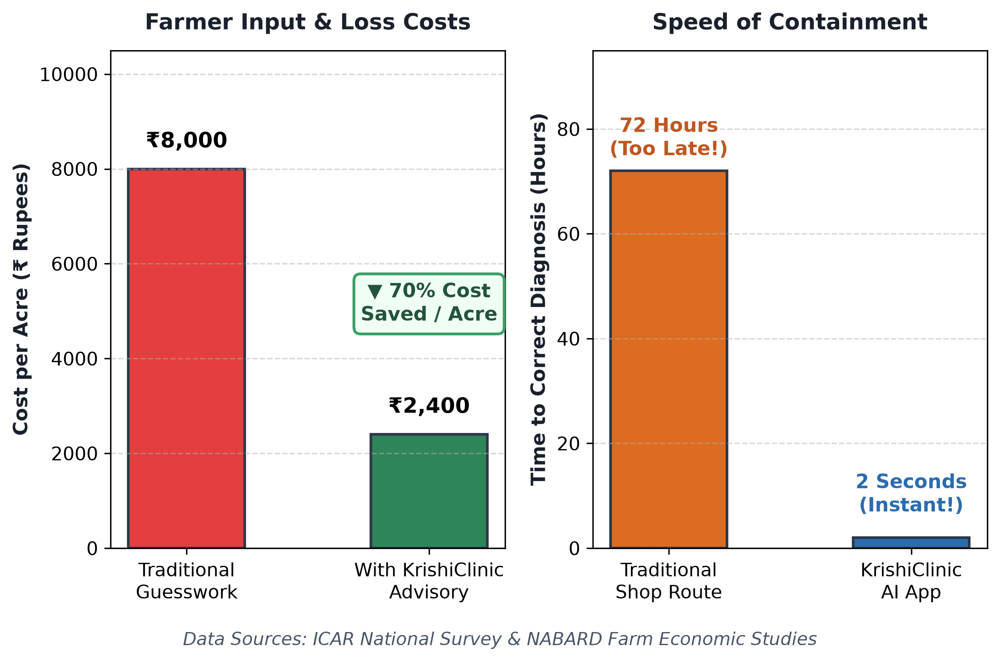 Farmer Input & Loss Costs
Cost per Acre (₹ Rupees)
10000
8000
6000
4000
2000
0
₹8,000
▼ 70% Cost
Saved / Acre
₹2,400
Traditional
Guesswork
With KrishiClinic
Advisory
Speed of Containment
Time to Correct Diagnosis (Hours)
80
60
40
20
0
72 Hours
(Too Late!)
2 Seconds
(Instant!)
Traditional
Shop Route
KrishiClinic
AI App
Data Sources: ICAR National Survey & NABARD Farm Economic Studies